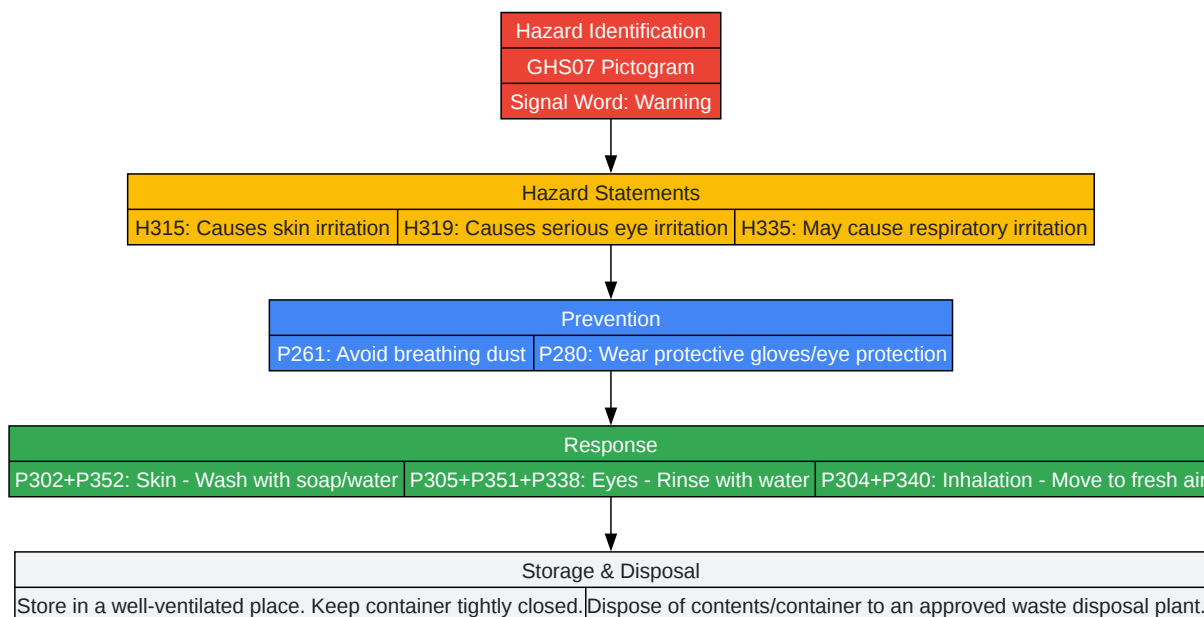 Hazard Identification
GHS07 Pictogram
Signal Word: Warning
Hazard Statements
H315: Causes skin irritation
H319: Causes serious eye irritation
H335: May cause respiratory irritation
Prevention
P261: Avoid breathing dust
P280: Wear protective gloves/eye protection
Response
P302+P352: Skin - Wash with soap/water
P305+P351+P338: Eyes - Rinse with water
P304+P340: Inhalation - Move to fresh air
Storage & Disposal
Store in a well-ventilated place. Keep container tightly closed.
Dispose of contents/container to an approved waste disposal plant.